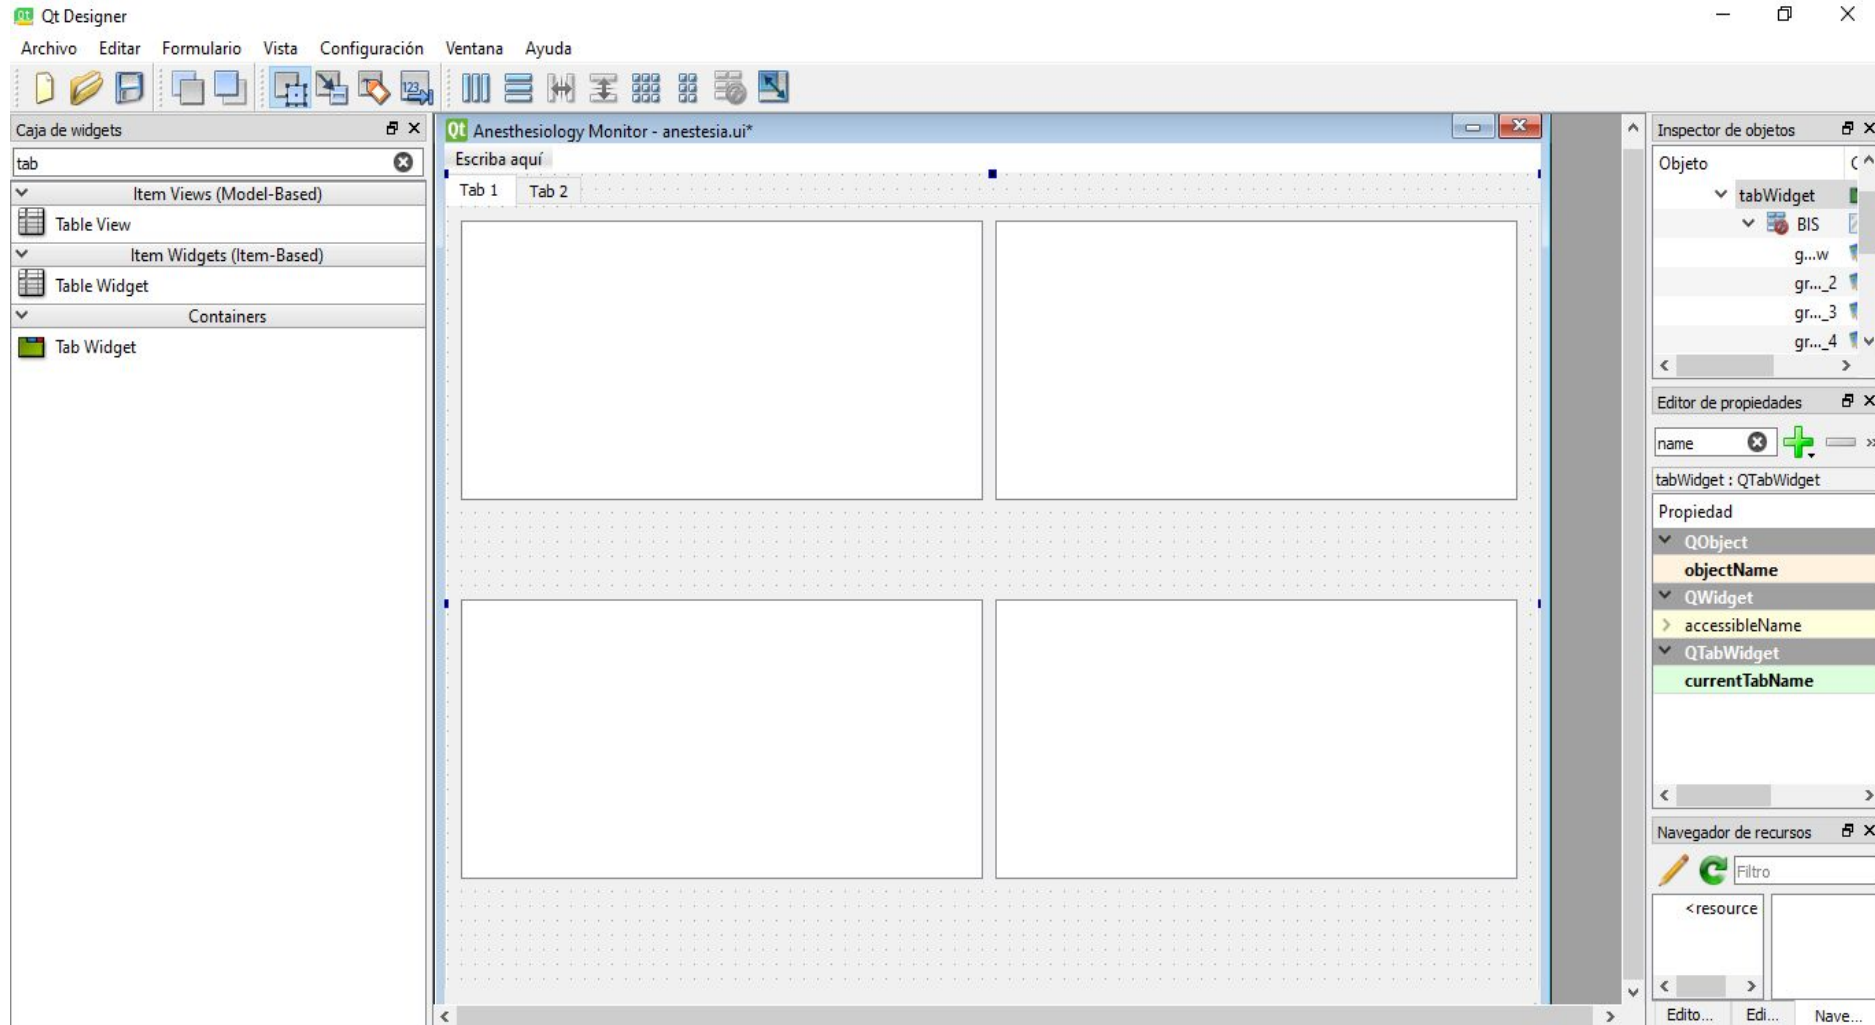 Qt Designer
Archivo Editar Formulario Vista Configuración Ventana Ayuda
123
Caja de widgets
tab
Item Views (Model-Based)
Table View
Item Widgets (Item-Based)
Table Widget
Containers
Tab Widget
Qt Anesthesiology Monitor - anestesia.ui*
Escriba aquí
Tab 1 Tab 2
Inspector de objetos
Objeto C
tabWidget
BIS
g...w
gr..._2
gr..._3
gr..._4
Editor de propiedades
name
tabWidget : QTabWidget
Propiedad
QObject
objectName
QWidget
accessibleName
QTabWidget
currentTabName
Navegador de recursos
Filtro
<resource
Edito... Edi... Nave...